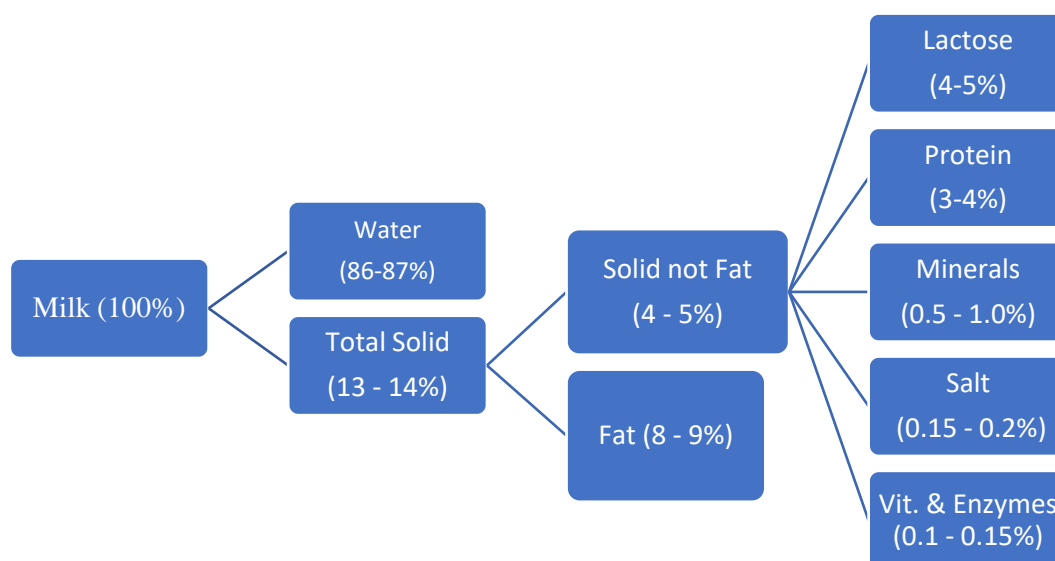 Milk (100%)
Water
(86-87%)
Total Solid
(13 - 14%)
Solid not Fat
(4 - 5%)
Fat (8 - 9%)
Lactose
(4-5%)
Protein
(3-4%)
Minerals
(0.5 - 1.0%)
Salt
(0.15 - 0.2%)
Vit. & Enzymes
(0.1 - 0.15%)